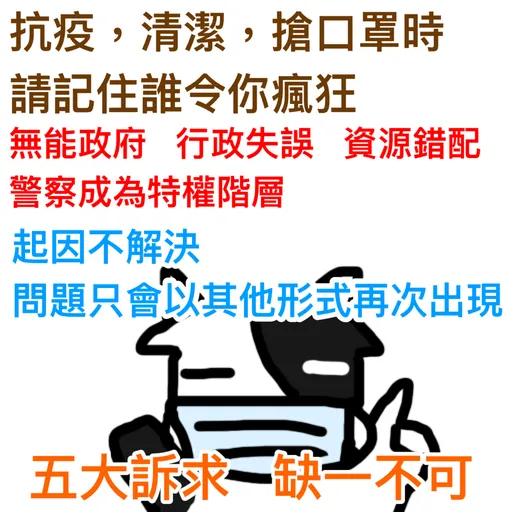 抗疫，清潔，搶口罩時
請記住誰令你瘋狂
無能政府 行政失誤 資源錯配
警察成為特權階層
起因不解決
問題只會以其他形式再次出現
五大訴求 缺一不可